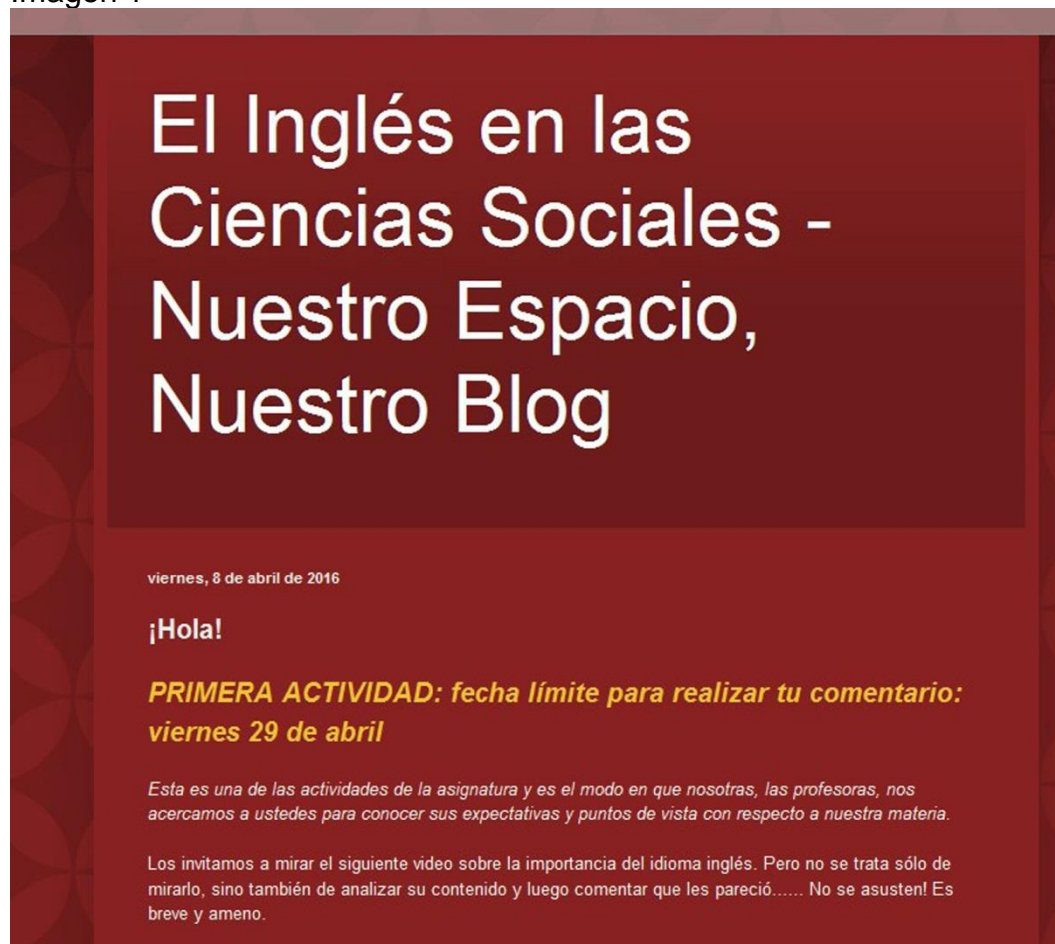 El Inglés en las
Ciencias Sociales -
Nuestro Espacio,
Nuestro Blog
viernes, 8 de abril de 2016
¡Hola!
PRIMERA ACTIVIDAD: fecha límite para realizar tu comentario:
viernes 29 de abril
Esta es una de las actividades de la asignatura y es el modo en que nosotras, las profesoras, nos
acercamos a ustedes para conocer sus expectativas y puntos de vista con respecto a nuestra materia.
Los invitamos a mirar el siguiente video sobre la importancia del idioma inglés. Pero no se trata sólo de
mirarlo, sino también de analizar su contenido y luego comentar que les pareció...... No se asusten! Es
breve y ameno.